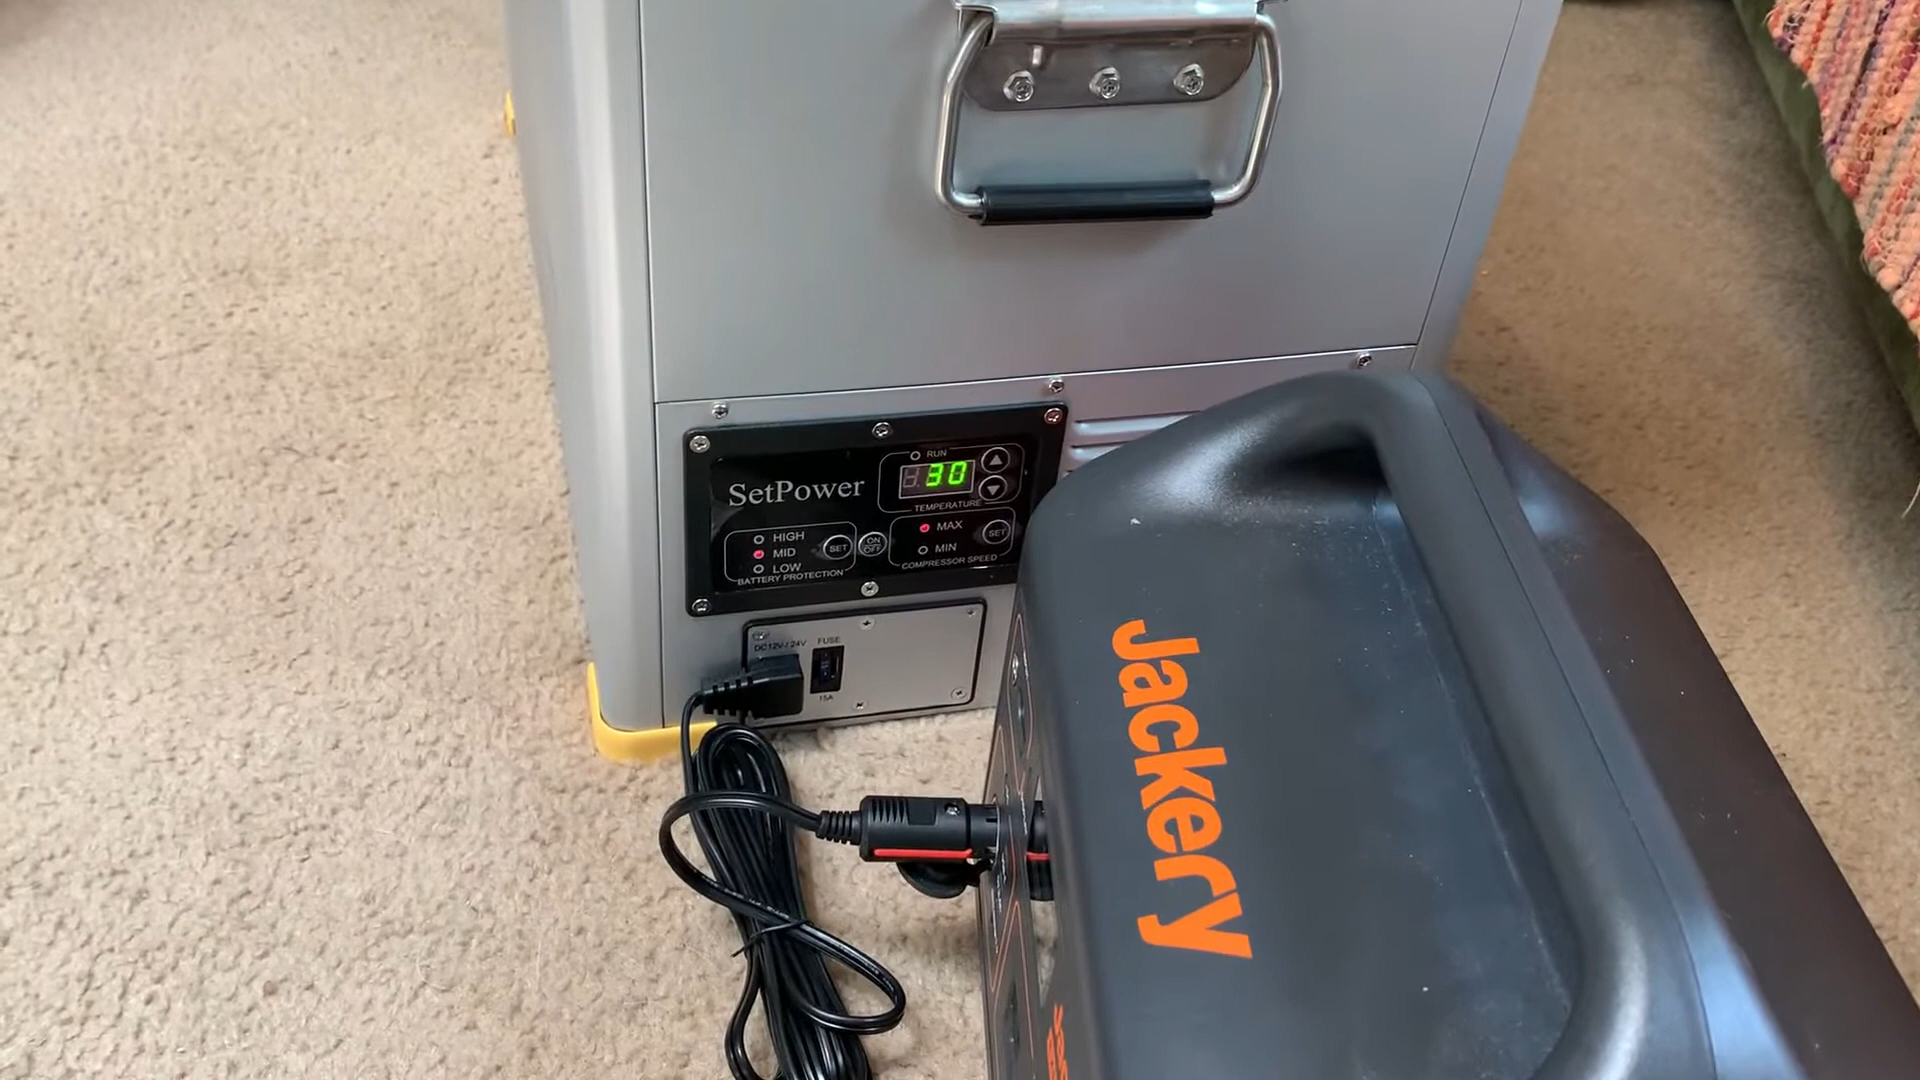 RUN
30
SetPower
TEMPERATURE
HIGH
MID
LOW
SET
ON
OFF
MAX
MIN
SET
BATTERY PROTECTION
COMPRESSOR SPEED
DC12V / 24V
FUSE
15A
Jackery